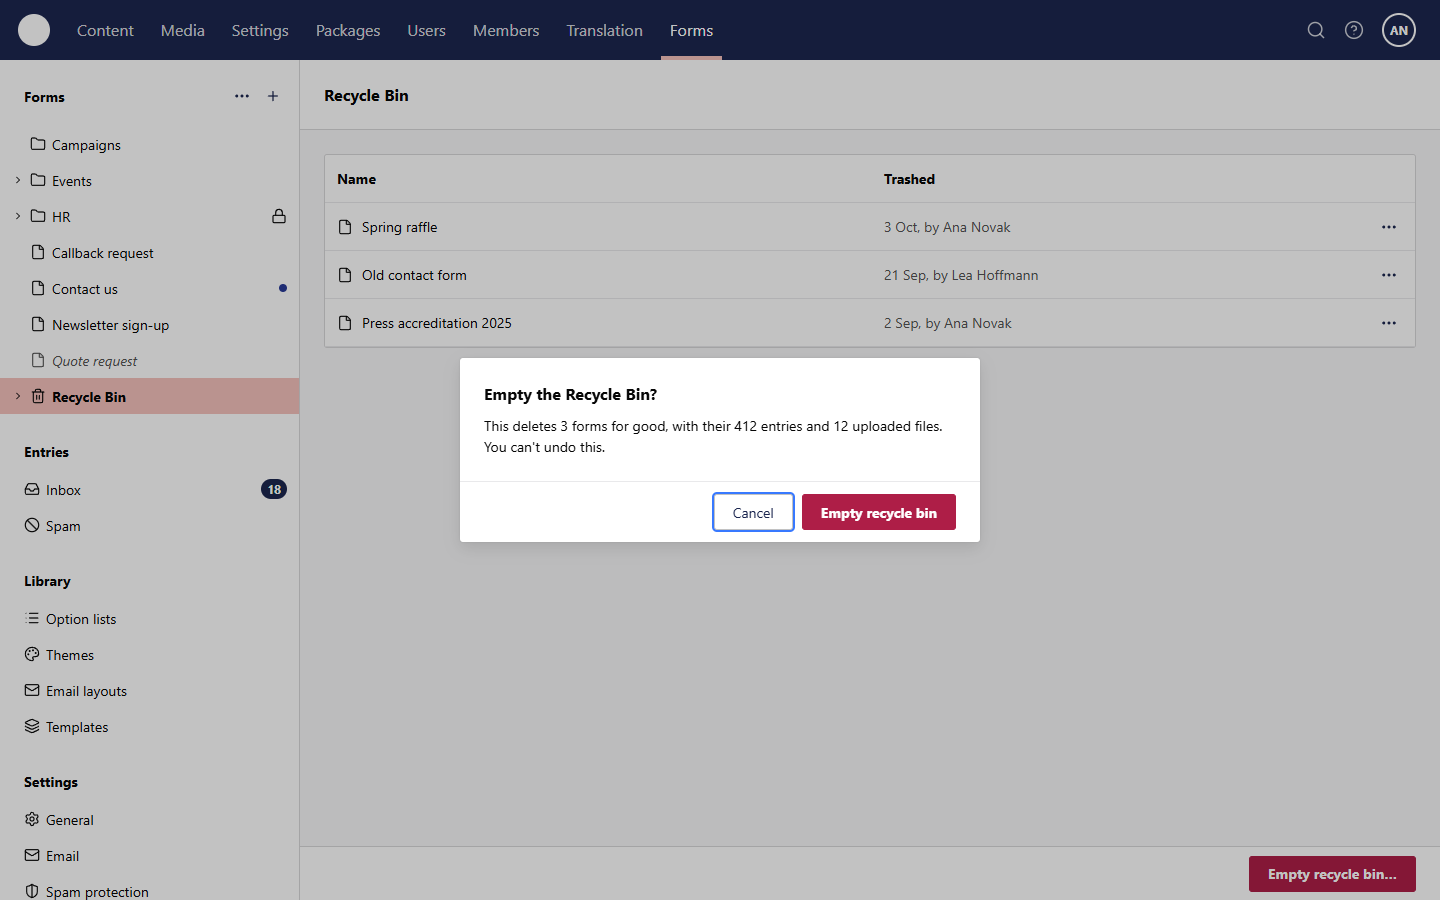 Content Media Settings Packages Users Members Translation Forms AN
Forms
Campaigns
Events
HR
Callback request
Contact us
Newsletter sign-up
Quote request
Recycle Bin
Entries
Inbox 18
Spam
Library
Option lists
Themes
Email layouts
Templates
Settings
General
Email
Spam protection
Recycle Bin
Name Trashed
Spring raffle 3 Oct, by Ana Novak
Old contact form 21 Sep, by Lea Hoffmann
Press accreditation 2025 2 Sep, by Ana Novak
Empty the Recycle Bin?
This deletes 3 forms for good, with their 412 entries and 12 uploaded files.
You can't undo this.
Cancel Empty recycle bin
Empty recycle bin...